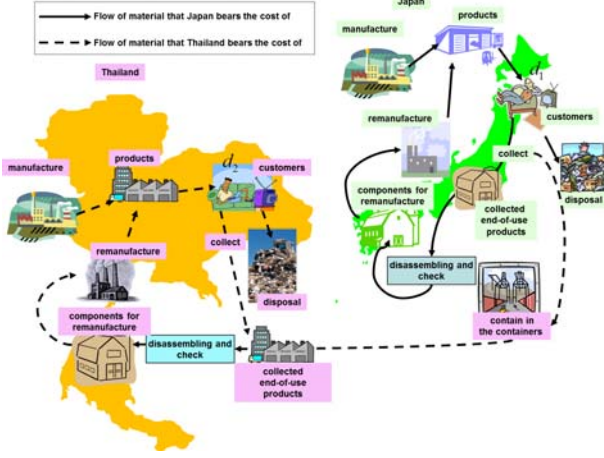 Flow of material that Japan bears the cost of
Flow of material that Thailand bears the cost of
Thailand
manufacture
products
d2
customers
collect
remanufacture
disposal
components for
remanufacture
disassembling and
check
collected
end-of-use
products
Japan
products
manufacture
d1
customers
remanufacture
collect
disposal
components for
remanufacture
collected
end-of-use
products
disassembling and
check
contain in
the containers